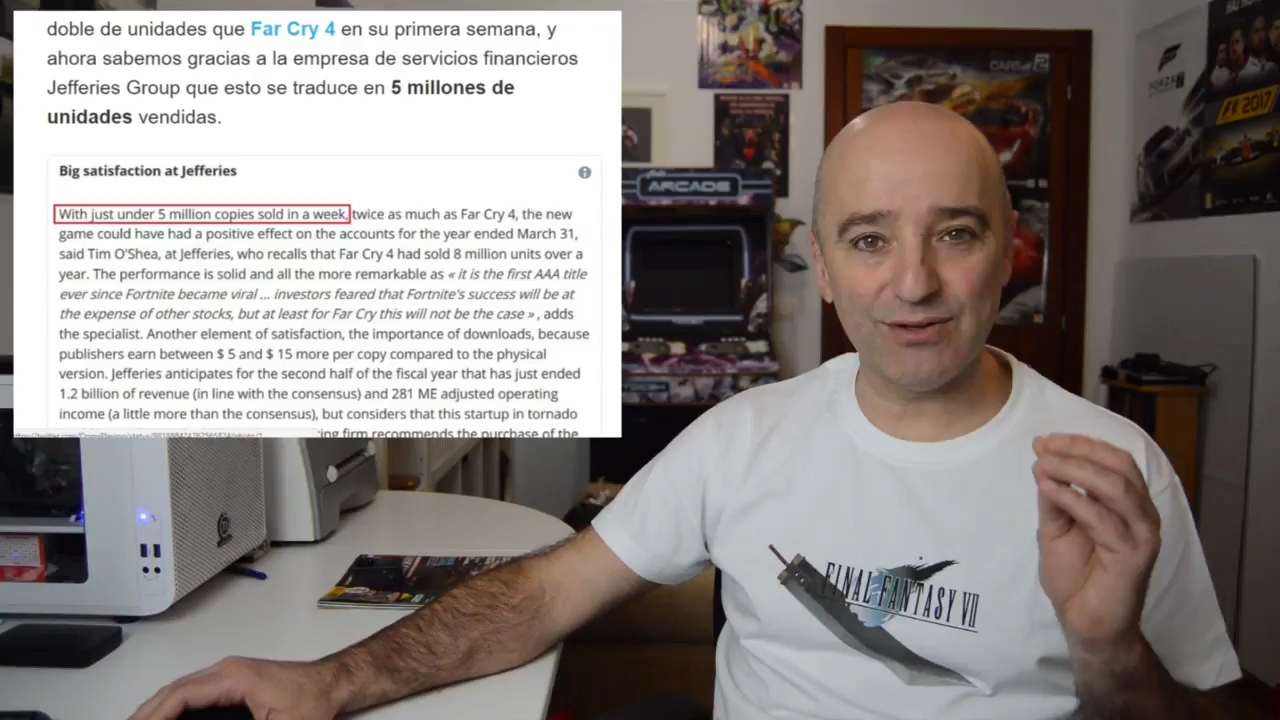 doble de unidades que Far Cry 4 en su primera semana, y
ahora sabemos gracias a la empresa de servicios financieros
Jefferies Group que esto se traduce en 5 millones de
unidades vendidas.
Big satisfaction at Jefferies
With just under 5 million copies sold in a week, twice as much as Far Cry 4, the new
game could have had a positive effect on the accounts for the year ended March 31,
said Tim O'Shea, at Jefferies, who recalls that Far Cry 4 had sold 8 million units over a
year. The performance is solid and all the more remarkable as « it is the first AAA title
ever since Fortnite became viral ... investors feared that Fortnite's success will be at
the expense of other stocks, but at least for Far Cry this will not be the case » , adds
the specialist. Another element of satisfaction, the importance of downloads, because
publishers earn between $ 5 and $ 15 more per copy compared to the physical
version. Jefferies anticipates for the second half of the fiscal year that has just ended
1.2 billion of revenue (in line with the consensus) and 281 ME adjusted operating
income (a little more than the consensus), but considers that this startup in tornado
firm recommends the purchase of the
ARCADE
CARS 2
FORZA
F1 2017
FINAL FANTASY VII